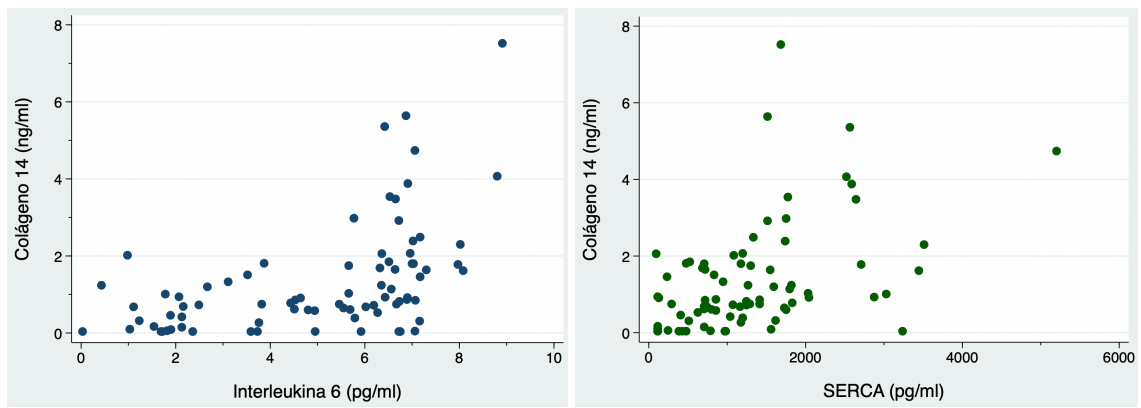 8
6
4
2
0
Colágeno 14 (ng/ml)
0 2 4 6 8 10
Interleukina 6 (pg/ml)
8
6
4
2
0
Colágeno 14 (ng/ml)
0 2000 4000 6000
SERCA (pg/ml)